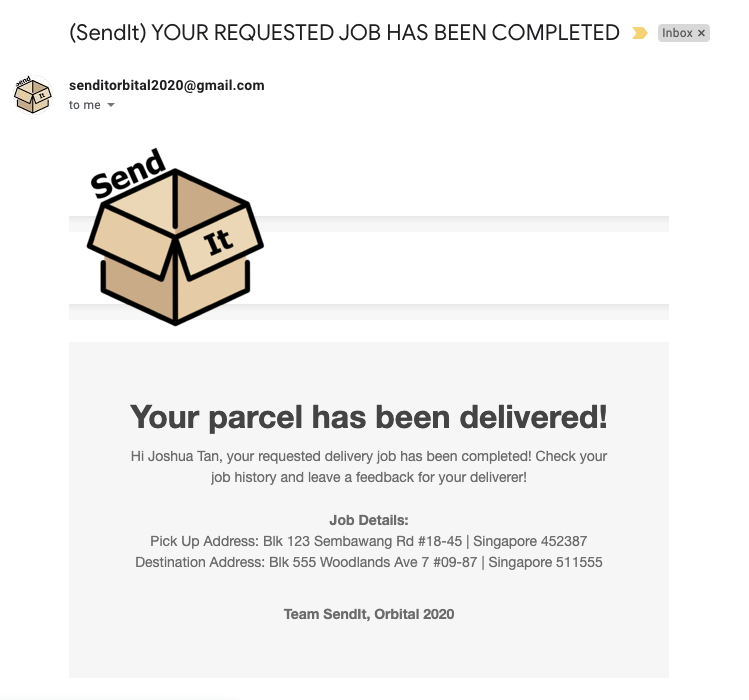 (SendIt) YOUR REQUESTED JOB HAS BEEN COMPLETED Inbox ×
Send
It
senditorbital2020@gmail.com
to me
Send
It
Your parcel has been delivered!
Hi Joshua Tan, your requested delivery job has been completed! Check your
job history and leave a feedback for your deliverer!
Job Details:
Pick Up Address: Blk 123 Sembawang Rd #18-45 | Singapore 452387
Destination Address: Blk 555 Woodlands Ave 7 #09-87 | Singapore 511555
Team SendIt, Orbital 2020